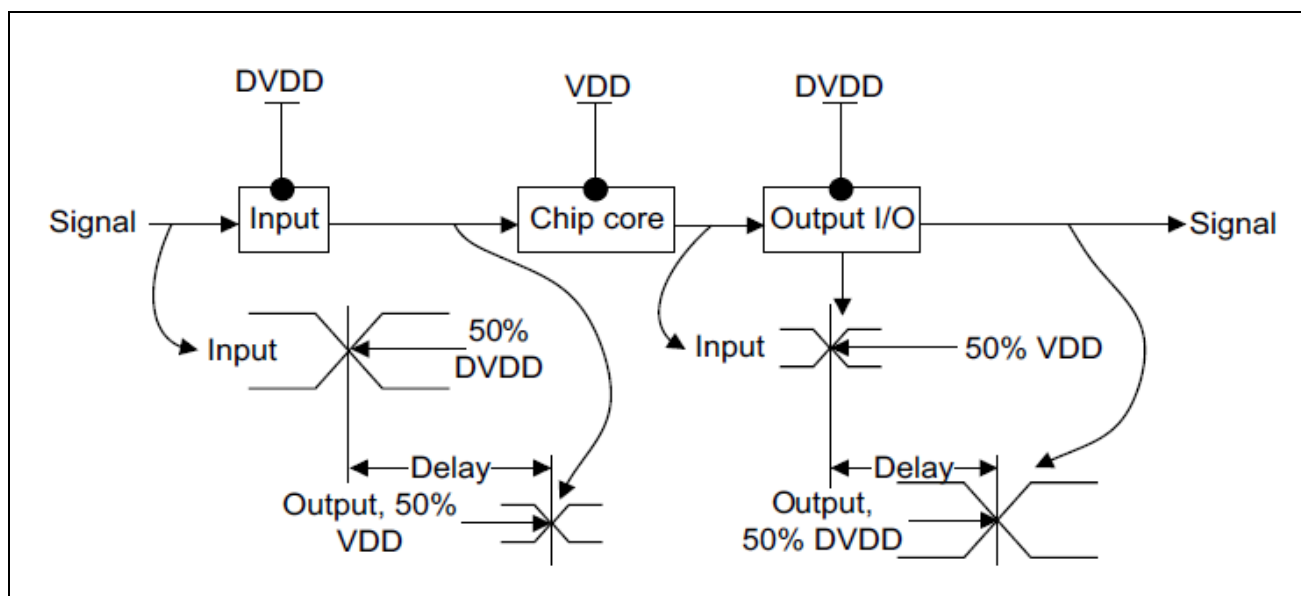 DVDD
VDD
DVDD
Signal
Input
Chip core
Output I/O
Signal
Input
50%
DVDD
Input
50% VDD
Delay
Output, 50%
VDD
Delay
Output,
50% DVDD